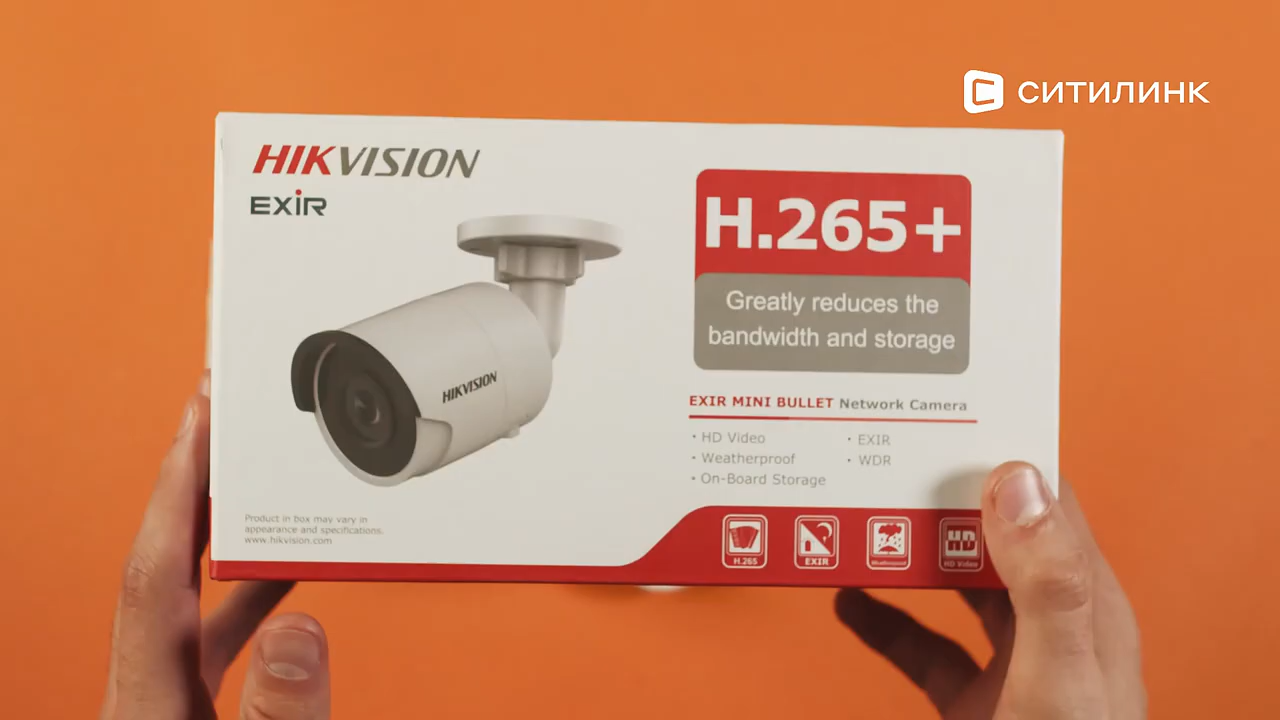 СИТИЛИНК
HIKVISION
EXIR
H.265+
Greatly reduces the
bandwidth and storage
HIKVISION
EXIR MINI BULLET Network Camera
• HD Video
• Weatherproof
• On-Board Storage
• EXIR
• WDR
Product in box may vary in
appearance and specifications.
www.hikvision.com
H.265
EXIR
Weatherproof
HD
HD Video